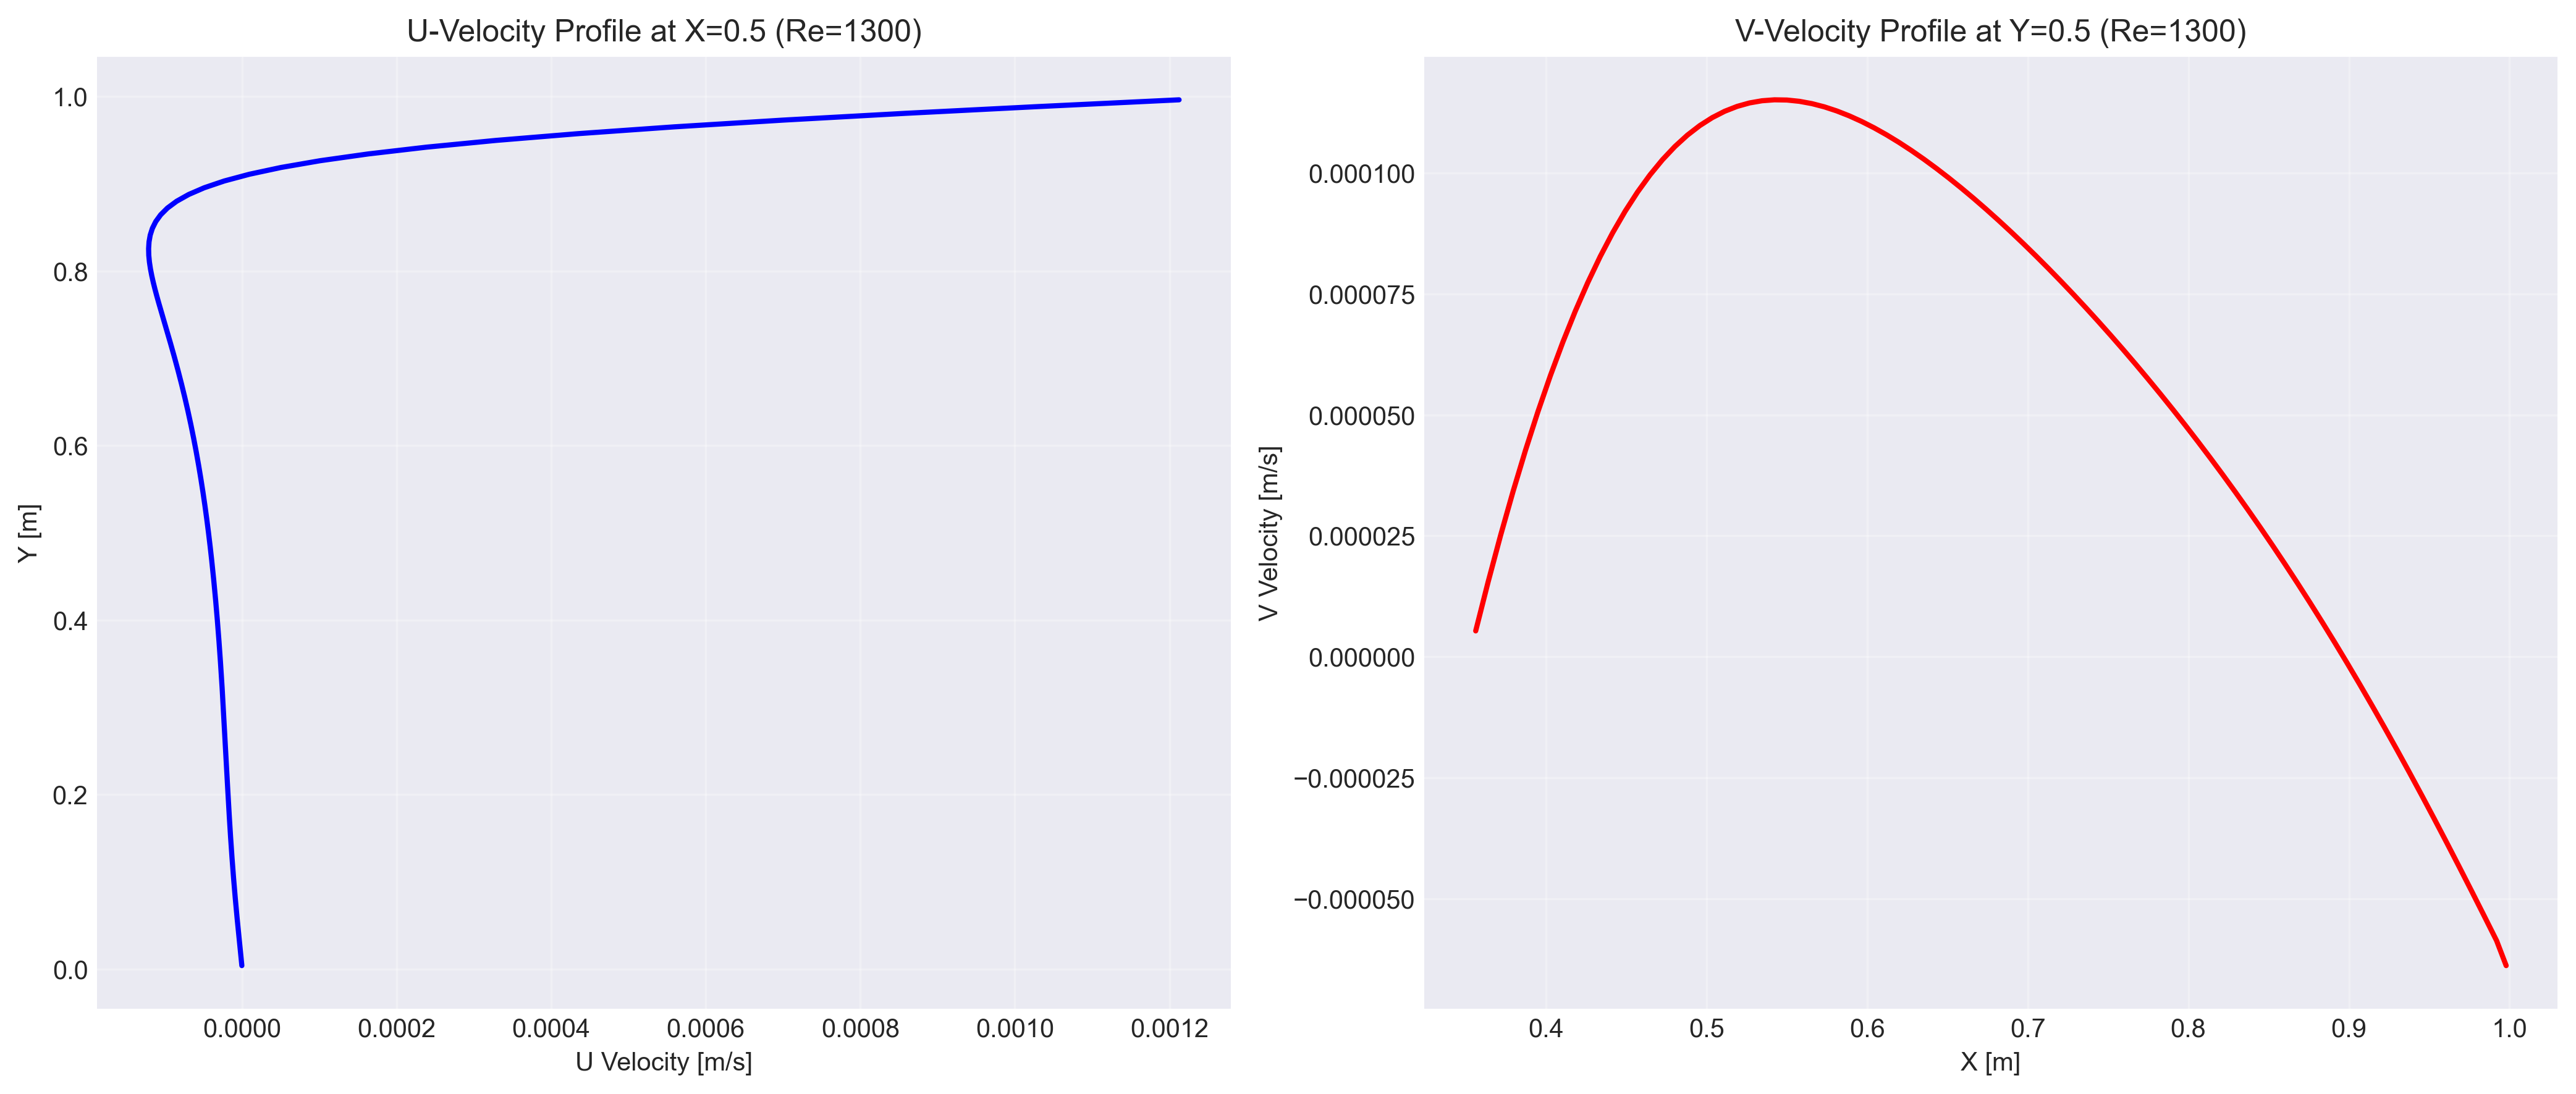 U-Velocity Profile at X=0.5 (Re=1300)
Y [m]
1.0
0.8
0.6
0.4
0.2
0.0
0.0000 0.0002 0.0004 0.0006 0.0008 0.0010 0.0012
U Velocity [m/s]
V-Velocity Profile at Y=0.5 (Re=1300)
V Velocity [m/s]
0.000100
0.000075
0.000050
0.000025
0.000000
−0.000025
−0.000050
0.4 0.5 0.6 0.7 0.8 0.9 1.0
X [m]